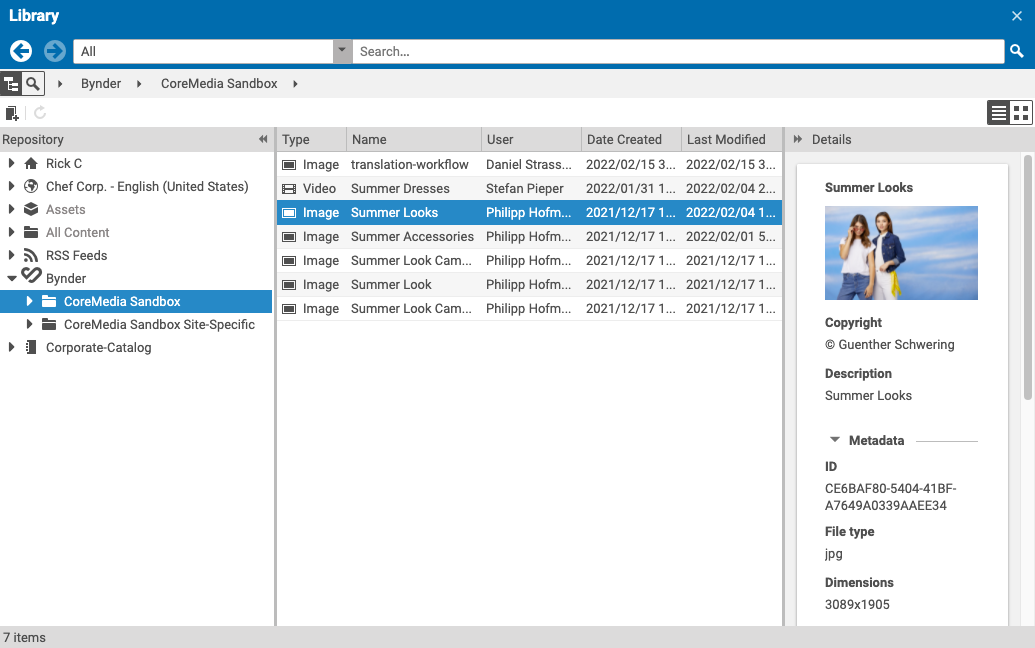 Library
All
Search...
Bynder
CoreMedia Sandbox
Repository
Rick C
Chef Corp. - English (United States)
Assets
All Content
RSS Feeds
Bynder
CoreMedia Sandbox
CoreMedia Sandbox Site-Specific
Corporate-Catalog
Type Name User Date Created Last Modified
Image translation-workflow Daniel Strass... 2022/02/15 3... 2022/02/15 3...
Video Summer Dresses Stefan Pieper 2022/01/31 1... 2022/02/04 2...
Image Summer Looks Philipp Hofm... 2021/12/17 1... 2022/02/04 1...
Image Summer Accessories Philipp Hofm... 2021/12/17 1... 2022/02/01 5...
Image Summer Look Cam... Philipp Hofm... 2021/12/17 1... 2021/12/17 1...
Image Summer Look Philipp Hofm... 2021/12/17 1... 2021/12/17 1...
Image Summer Look Cam... Philipp Hofm... 2021/12/17 1... 2021/12/17 1...
Details
Summer Looks
Copyright
© Guenther Schwering
Description
Summer Looks
Metadata
ID
CE6BAF80-5404-41BF-
A7649A0339AAEE34
File type
jpg
Dimensions
3089x1905
7 items